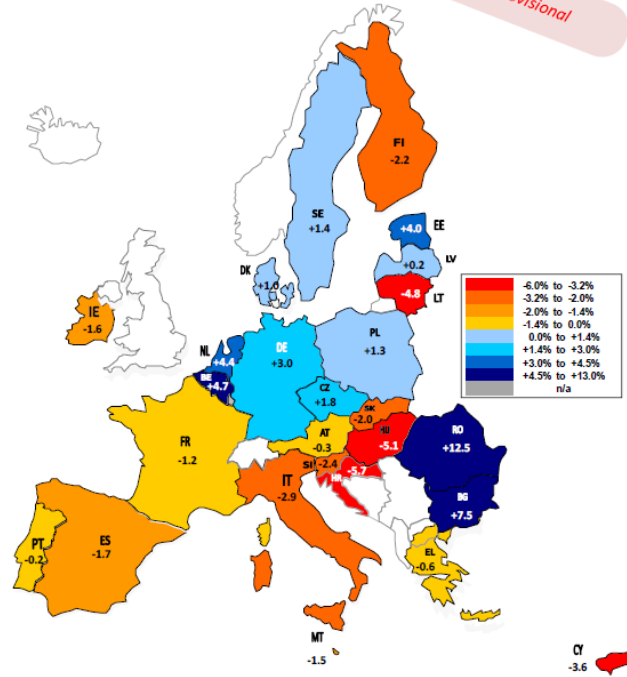 FI
-2.2
SE
+1.4
+4.0
EE
DK
+1.0
LV
+0.2
-4.8
LT
-6.0% to -3.2%
-3.2% to -2.0%
-2.0% to -1.4%
-1.4% to 0.0%
0.0% to +1.4%
+1.4% to +3.0%
+3.0% to +4.5%
+4.5% to +13.0%
n/a
IE
-1.6
NL
+4.4
DE
+3.0
PL
+1.3
BE
+4.7
CZ
+1.8
SK
-2.0
FR
-1.2
AT
-0.3
HU
-5.1
RO
+12.5
SI
-2.4
HR
-5.7
IT
-2.9
BG
+7.5
PT
-0.2
ES
-1.7
EL
-0.6
MT
-1.5
CY
-3.6